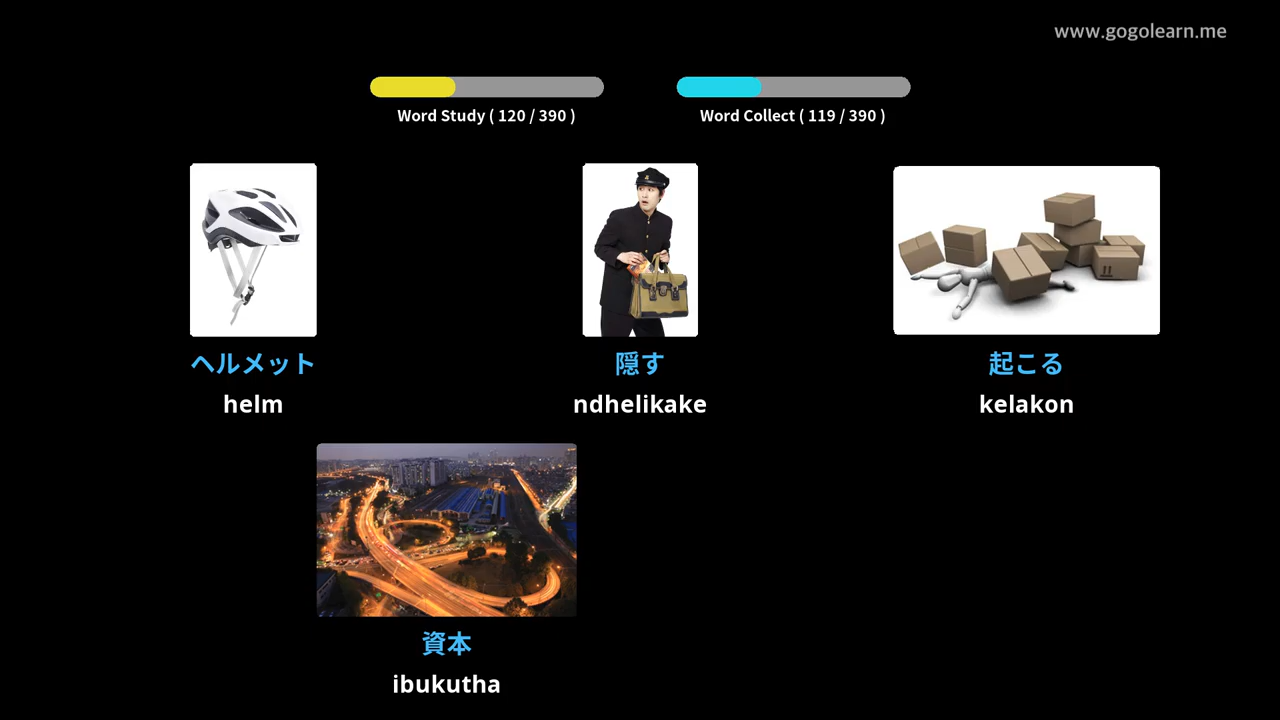 www.gogolearn.me
Word Study ( 120 / 390 )
Word Collect ( 119 / 390 )
ヘルメット
helm
隠す
ndhelikake
起こる
kelakon
資本
ibukutha